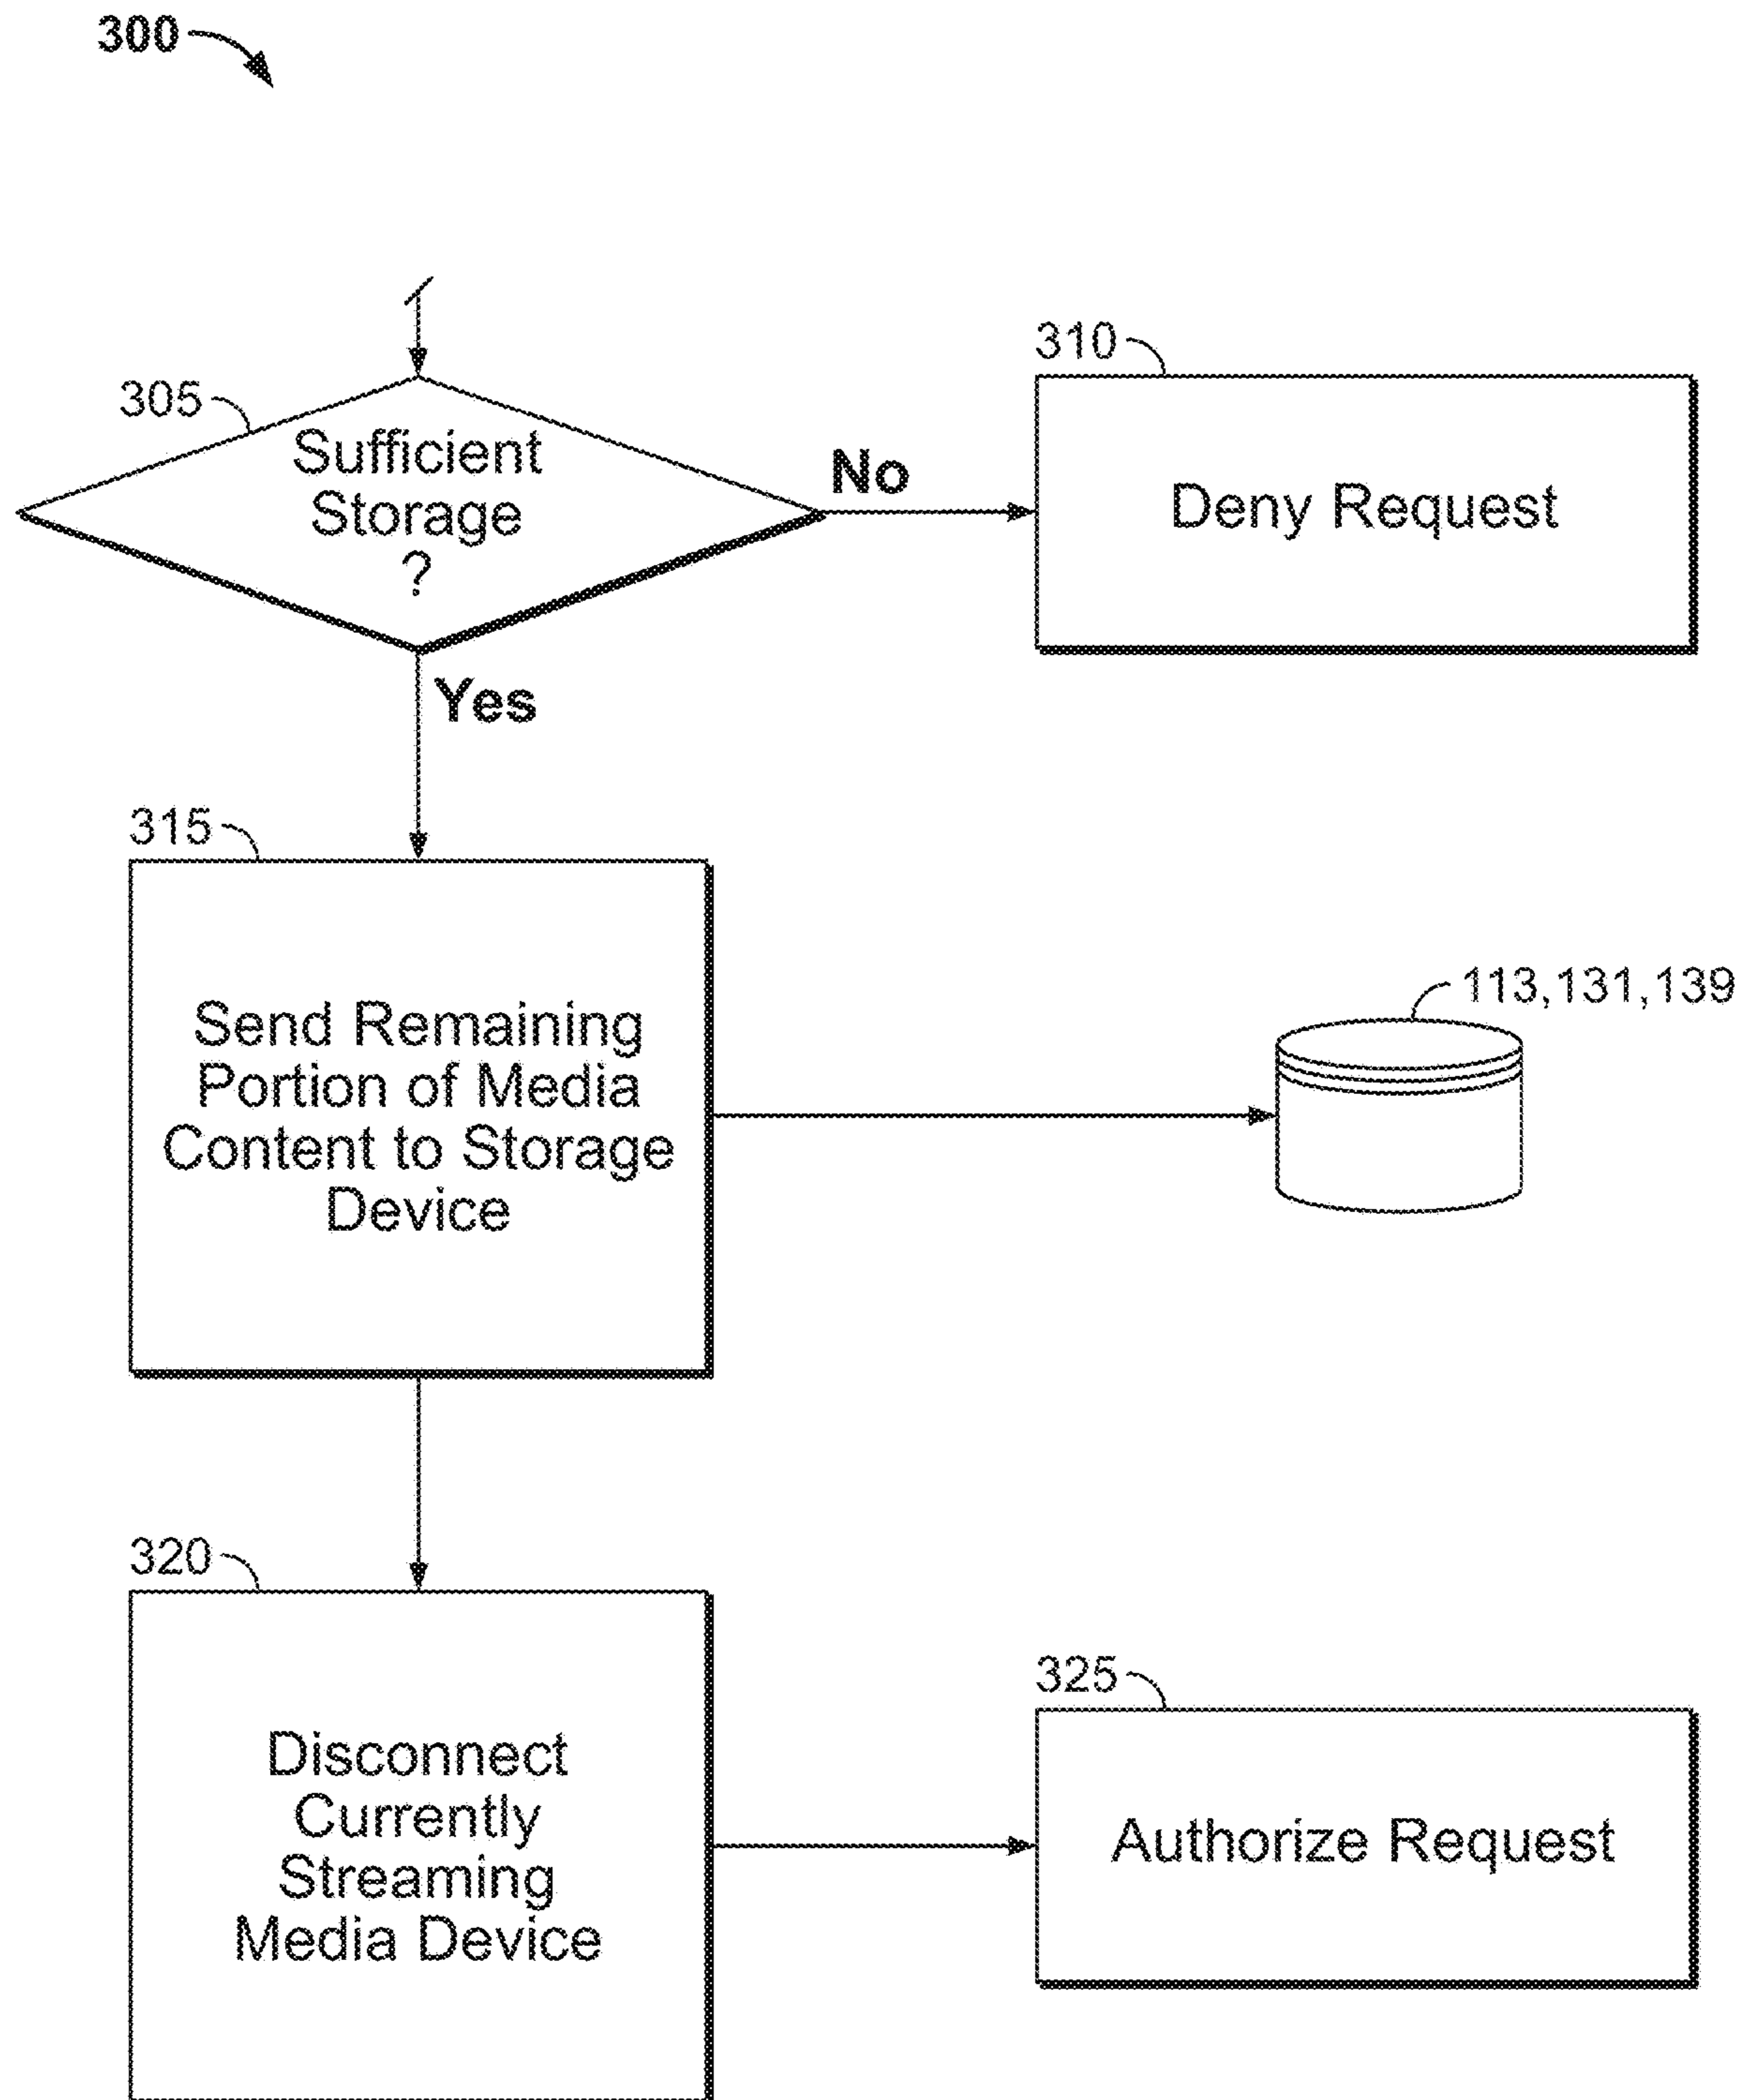 300
305
Sufficient
Storage
?
No
310
Deny Request
Yes
315
Send Remaining
Portion of Media
Content to Storage
Device
113,131,139
320
Disconnect
Currently
Streaming
Media Device
325
Authorize Request